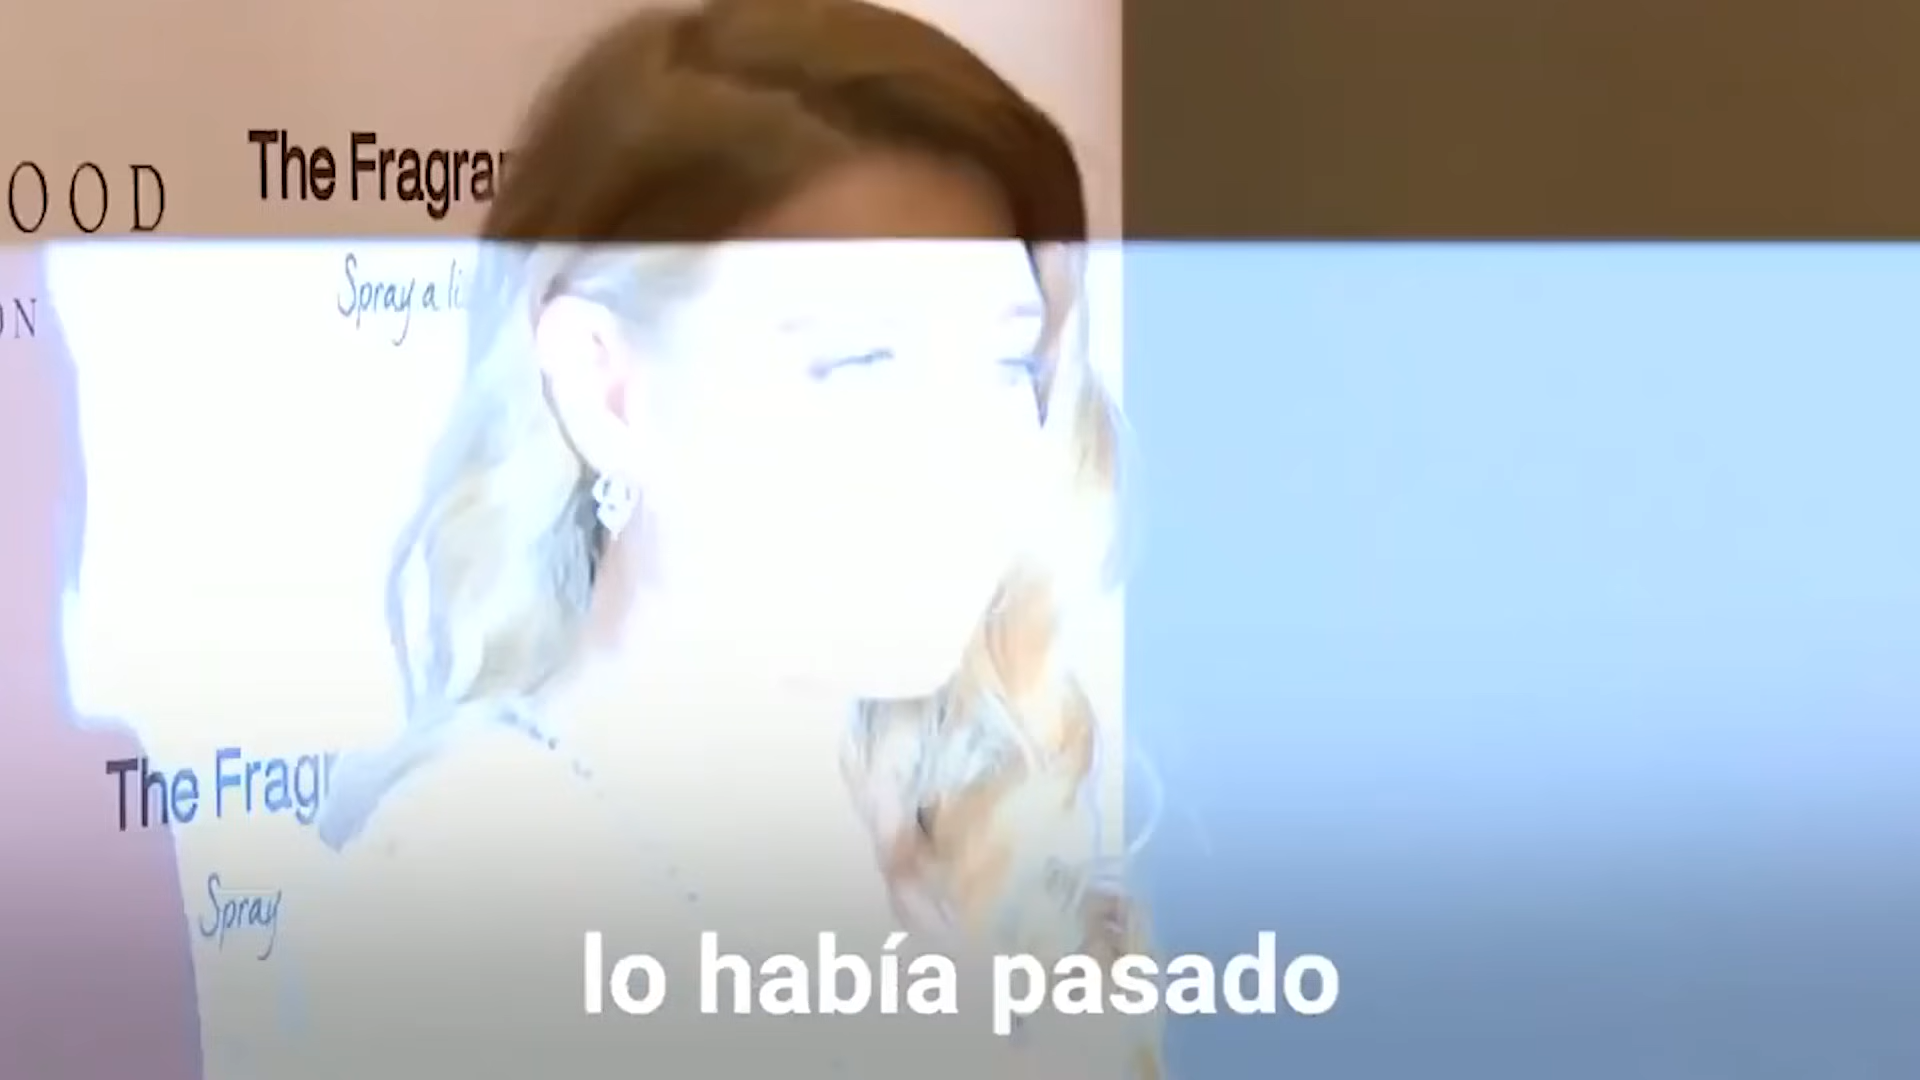 OOD
The Fragra
Spray a li
ON
The Frag
Spray
lo había pasado